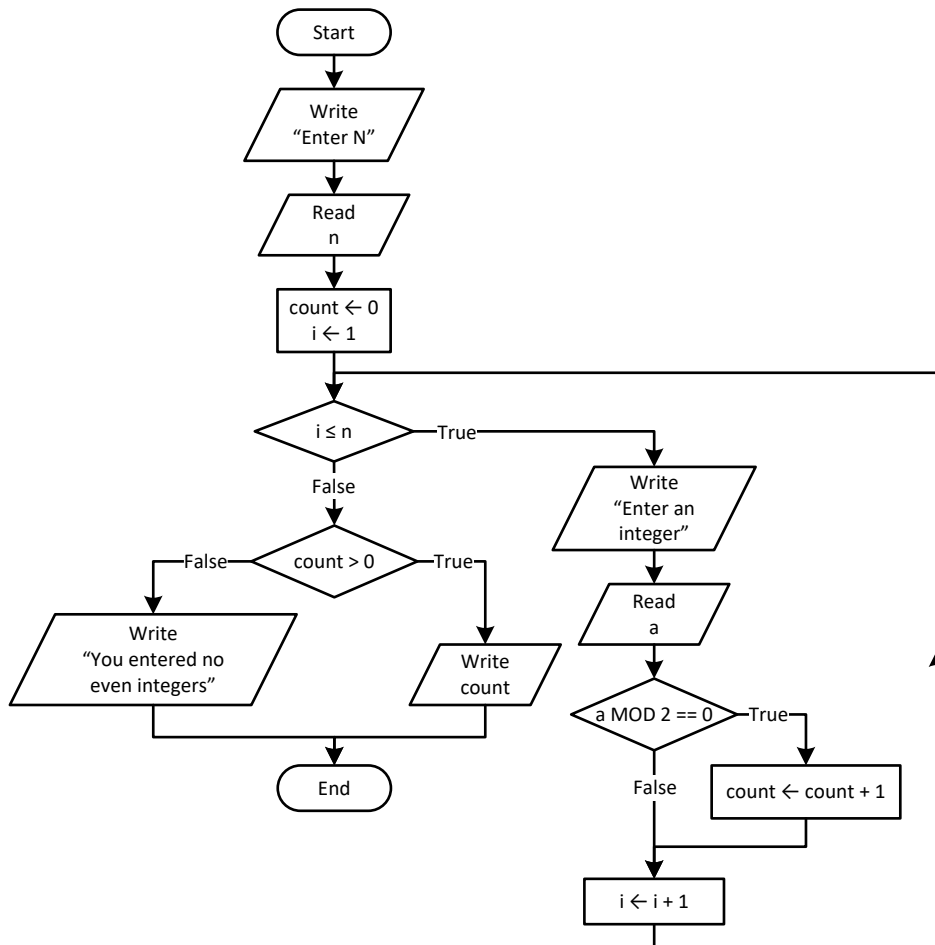 Start
Write
“Enter N”
Read
n
count ← 0
i ← 1
i ≤ n
True
False
count > 0
False
True
Write
“You entered no
even integers”
Write
count
End
Write
“Enter an
integer”
Read
a
a MOD 2 == 0
True
False
count ← count + 1
i ← i + 1